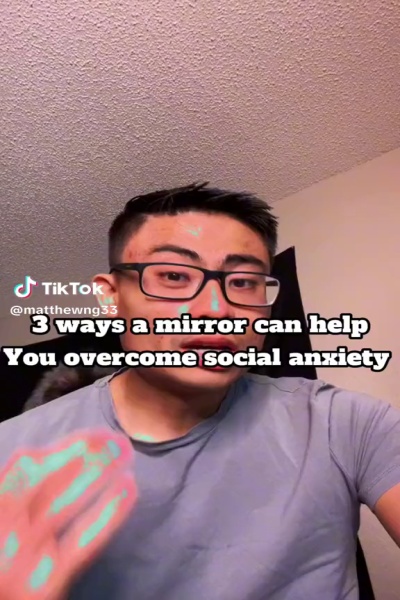 TikTok
@matthewng33
3 ways a mirror can help
You overcome social anxiety